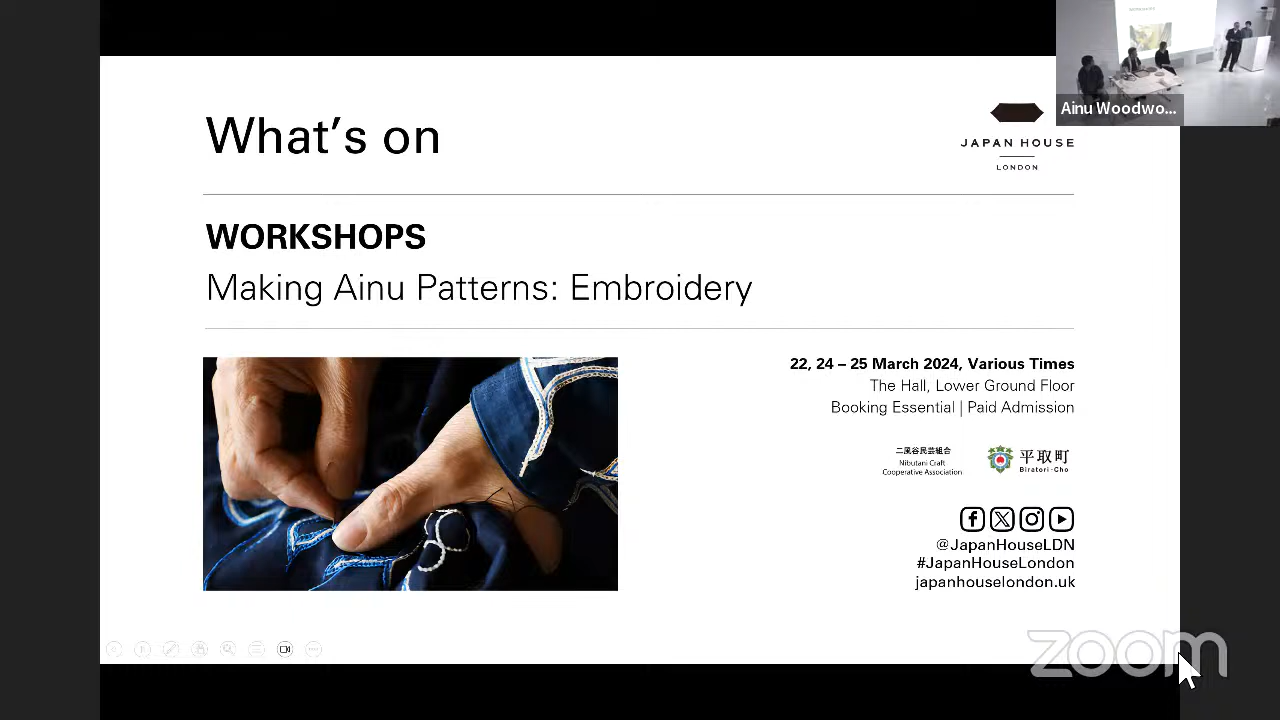 What's on
JAPAN HOUSE
LONDON
WORKSHOPS
Making Ainu Patterns: Embroidery
22, 24 – 25 March 2024, Various Times
The Hall, Lower Ground Floor
Booking Essential | Paid Admission
二風谷民芸組合
Nibutani Craft
Cooperative Association
平取町
Biratori-Cho
@JapanHouseLDN
#JapanHouseLondon
japanhouselondon.uk
Ainu Woodwo...
zoom